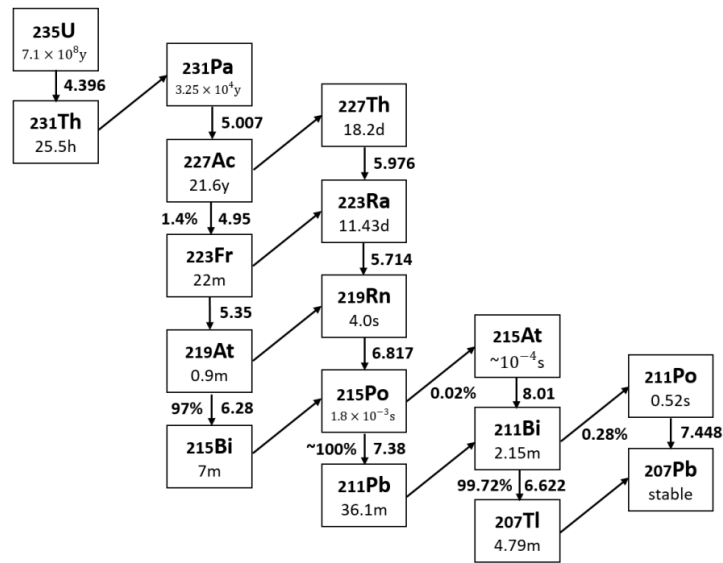 235U
7.1 × 10⁸y
4.396
231Th
25.5h
231Pa
3.25 × 10⁴y
5.007
227Ac
21.6y
1.4% 4.95
223Fr
22m
5.35
219At
0.9m
97% 6.28
215Bi
7m
227Th
18.2d
5.976
223Ra
11.43d
5.714
219Rn
4.0s
6.817
215Po
1.8 × 10⁻³s
~100% 7.38
211Pb
36.1m
215At
~10⁻⁴s
0.02% 8.01
211Bi
2.15m
99.72% 6.622
207Tl
4.79m
211Po
0.52s
0.28% 7.448
207Pb
stable